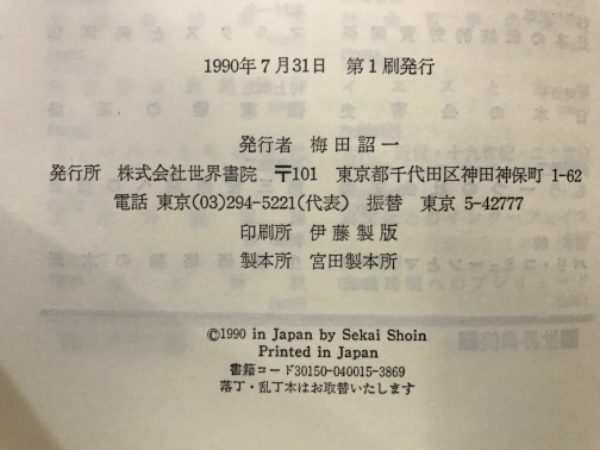 1990年7月31日　第1刷発行
発行者　梅田詔一
発行所　株式会社世界書院　〒101　東京都千代田区神田神保町1-62
電話 東京(03)294-5221(代表)　振替　東京5-42777
印刷所　伊藤製版
製本所　宮田製本所
©1990 in Japan by Sekai Shoin
Printed in Japan
書籍コード30150-040015-3869
落丁・乱丁本はお取替いたします